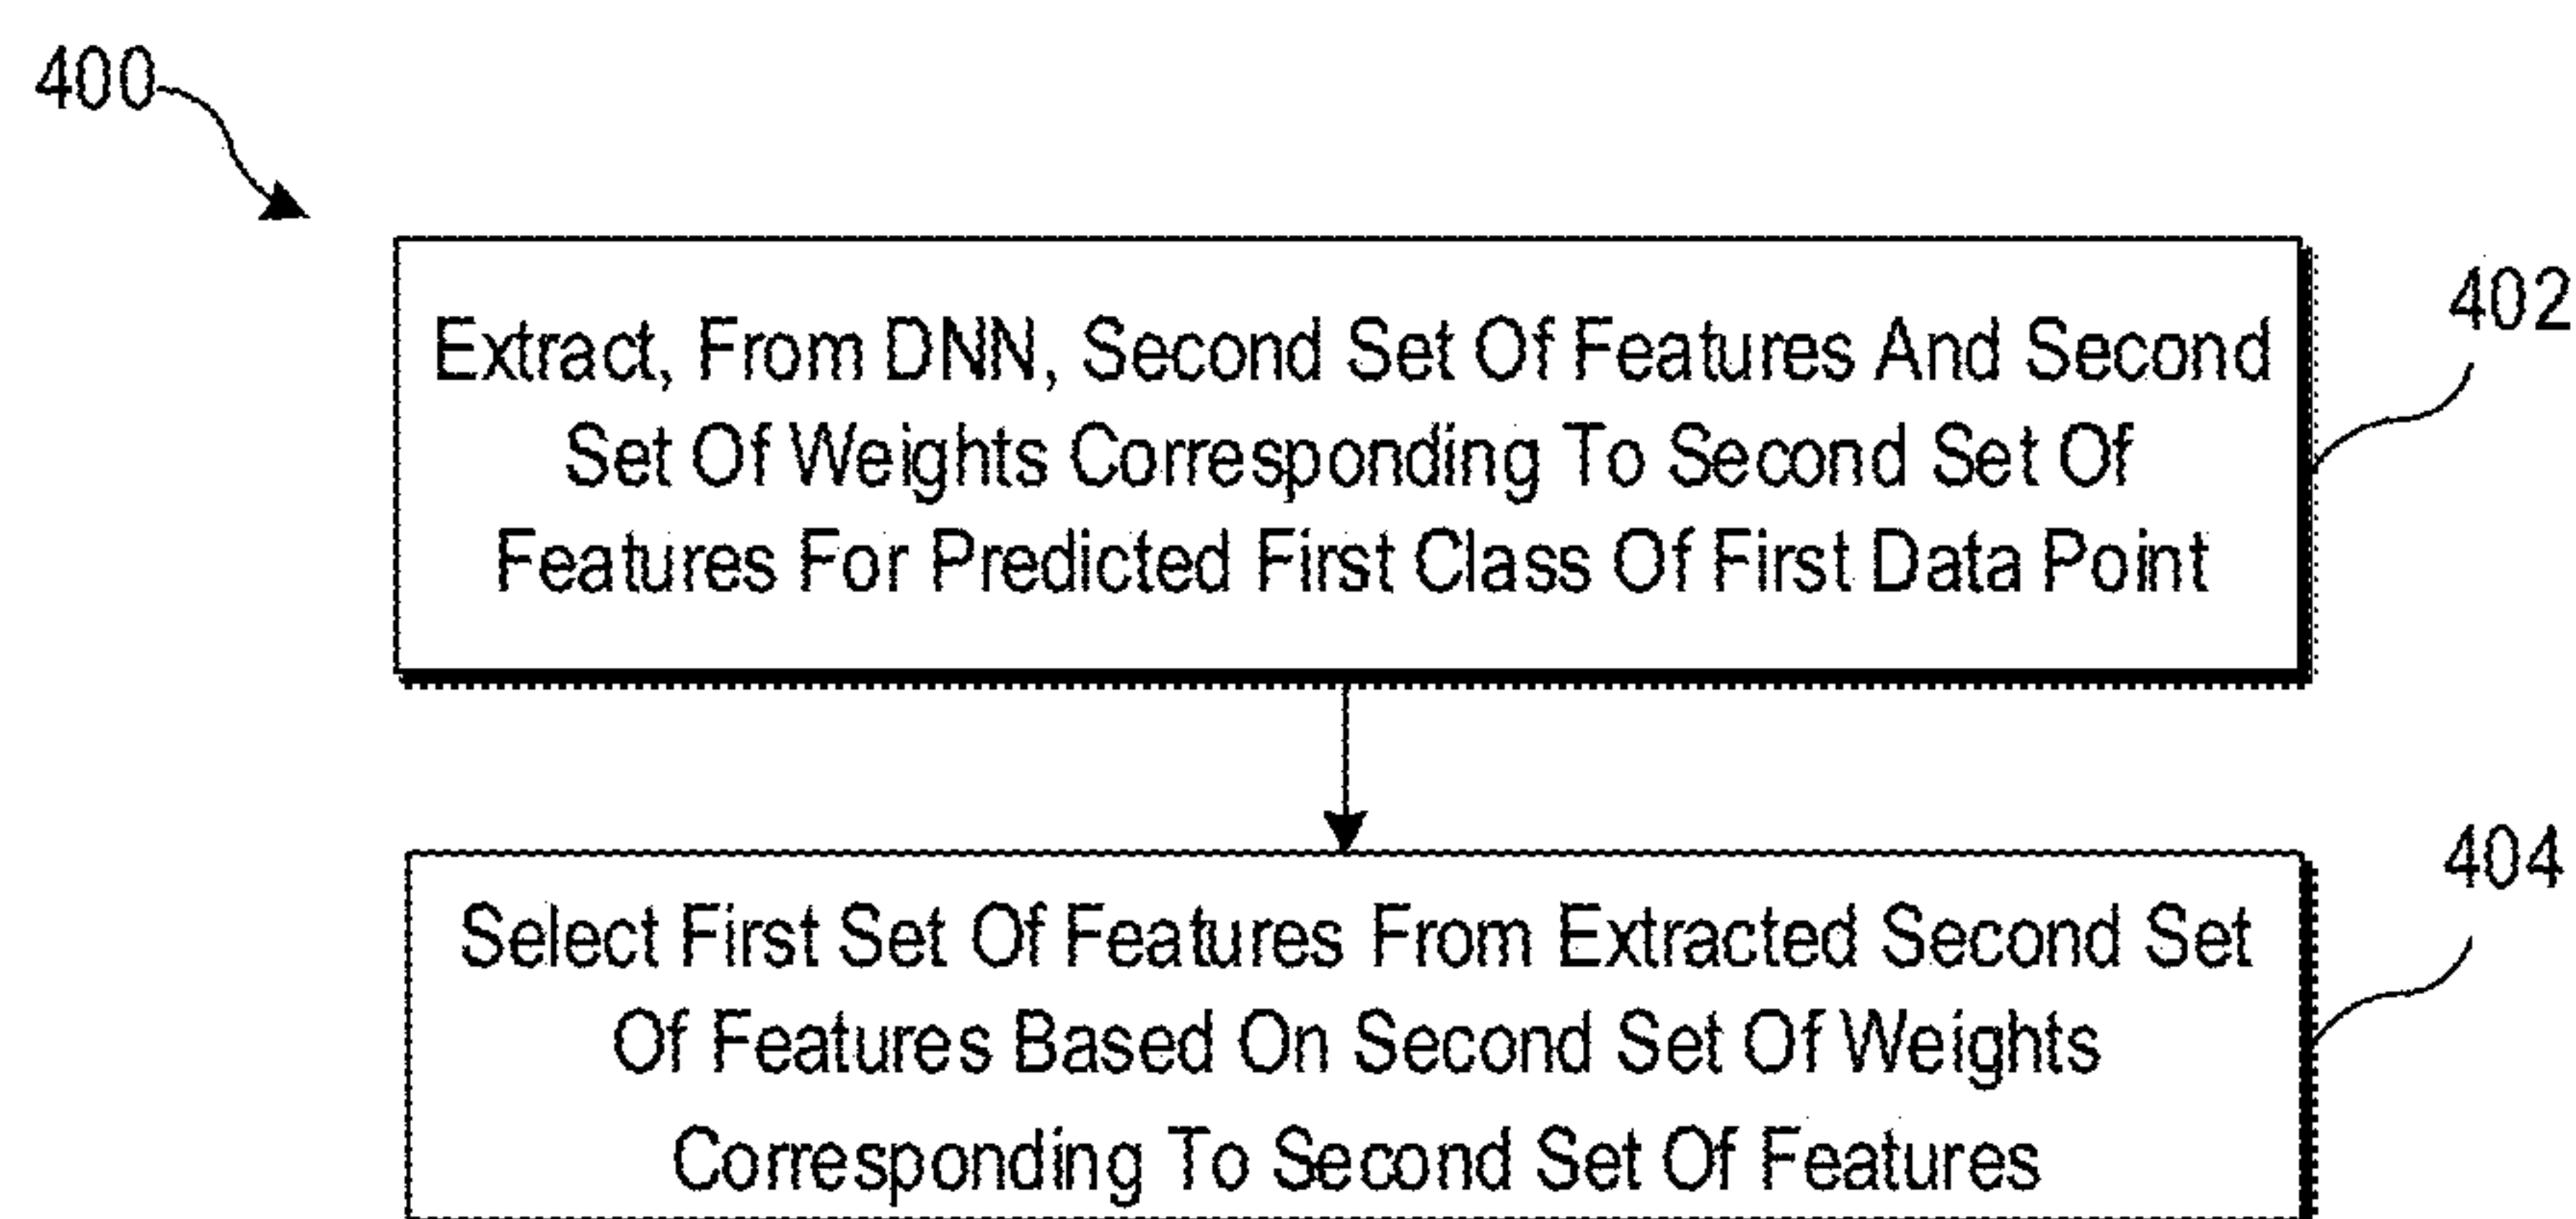 400
402
Extract, From DNN, Second Set Of Features And Second
Set Of Weights Corresponding To Second Set Of
Features For Predicted First Class Of First Data Point
404
Select First Set Of Features From Extracted Second Set
Of Features Based On Second Set Of Weights
Corresponding To Second Set Of Features